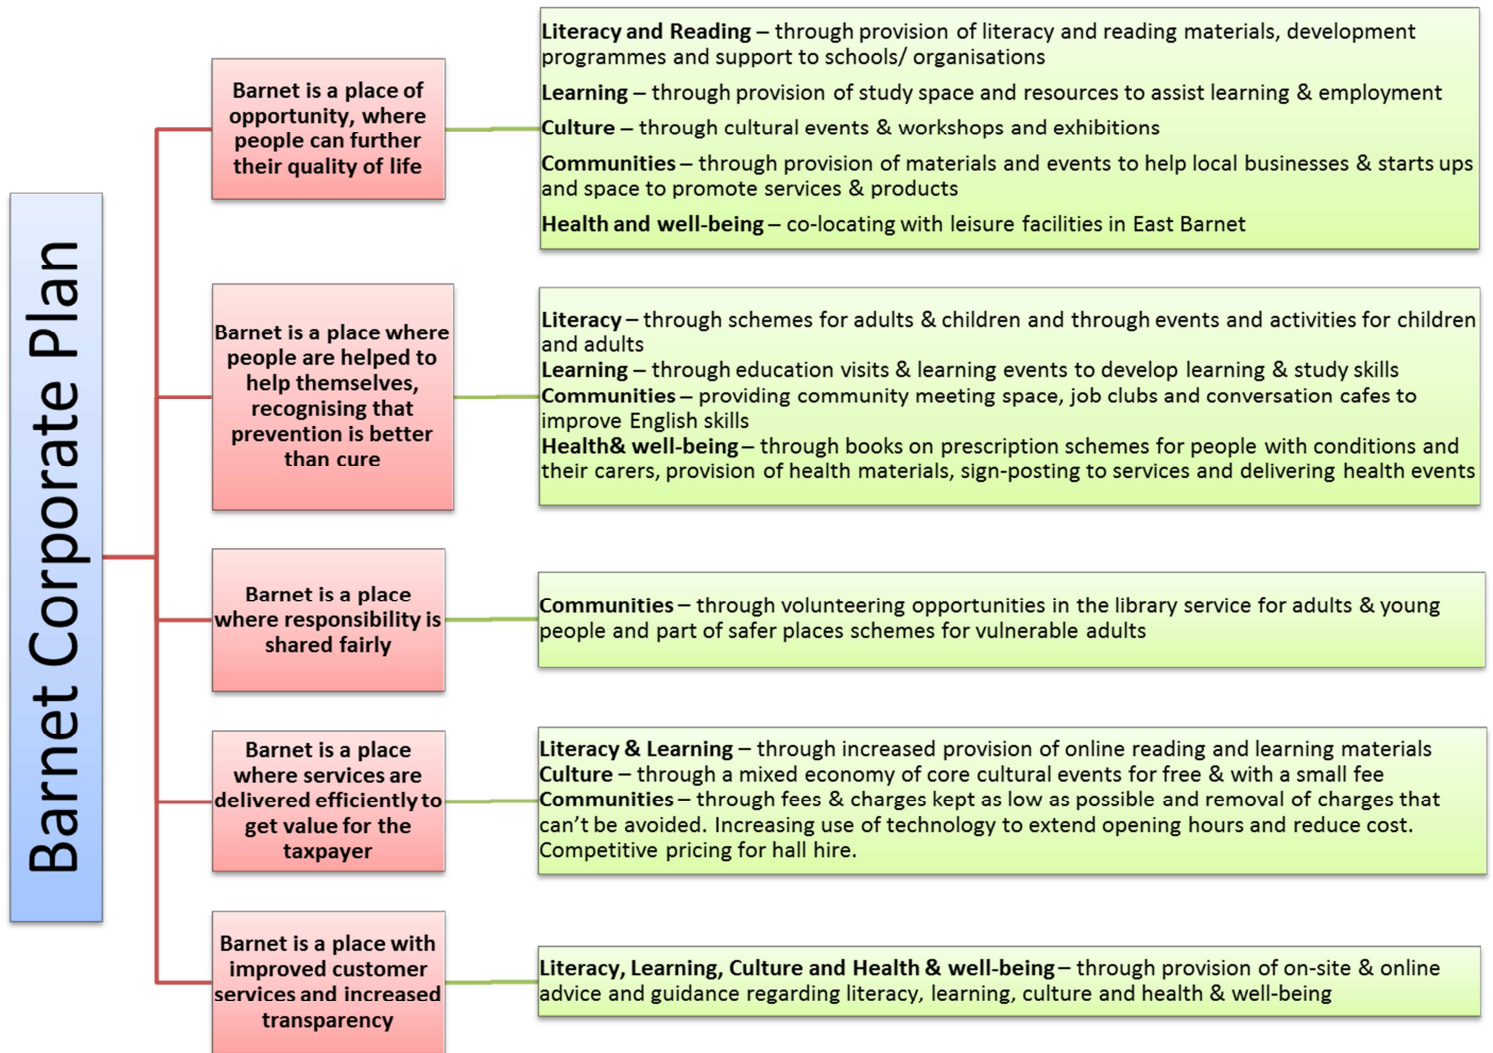 Barnet Corporate Plan
Barnet is a place of
opportunity, where
people can further
their quality of life
Literacy and Reading – through provision of literacy and reading materials, development
programmes and support to schools/ organisations
Learning – through provision of study space and resources to assist learning & employment
Culture – through cultural events & workshops and exhibitions
Communities – through provision of materials and events to help local businesses & starts ups
and space to promote services & products
Health and well-being – co-locating with leisure facilities in East Barnet
Barnet is a place where
people are helped to
help themselves,
recognising that
prevention is better
than cure
Literacy – through schemes for adults & children and through events and activities for children
and adults
Learning – through education visits & learning events to develop learning & study skills
Communities – providing community meeting space, job clubs and conversation cafes to
improve English skills
Health& well-being – through books on prescription schemes for people with conditions and
their carers, provision of health materials, sign-posting to services and delivering health events
Barnet is a place
where responsibility is
shared fairly
Communities – through volunteering opportunities in the library service for adults & young
people and part of safer places schemes for vulnerable adults
Barnet is a place
where services are
delivered efficiently to
get value for the
taxpayer
Literacy & Learning – through increased provision of online reading and learning materials
Culture – through a mixed economy of core cultural events for free & with a small fee
Communities – through fees & charges kept as low as possible and removal of charges that
can't be avoided. Increasing use of technology to extend opening hours and reduce cost.
Competitive pricing for hall hire.
Barnet is a place with
improved customer
services and increased
transparency
Literacy, Learning, Culture and Health & well-being – through provision of on-site & online
advice and guidance regarding literacy, learning, culture and health & well-being